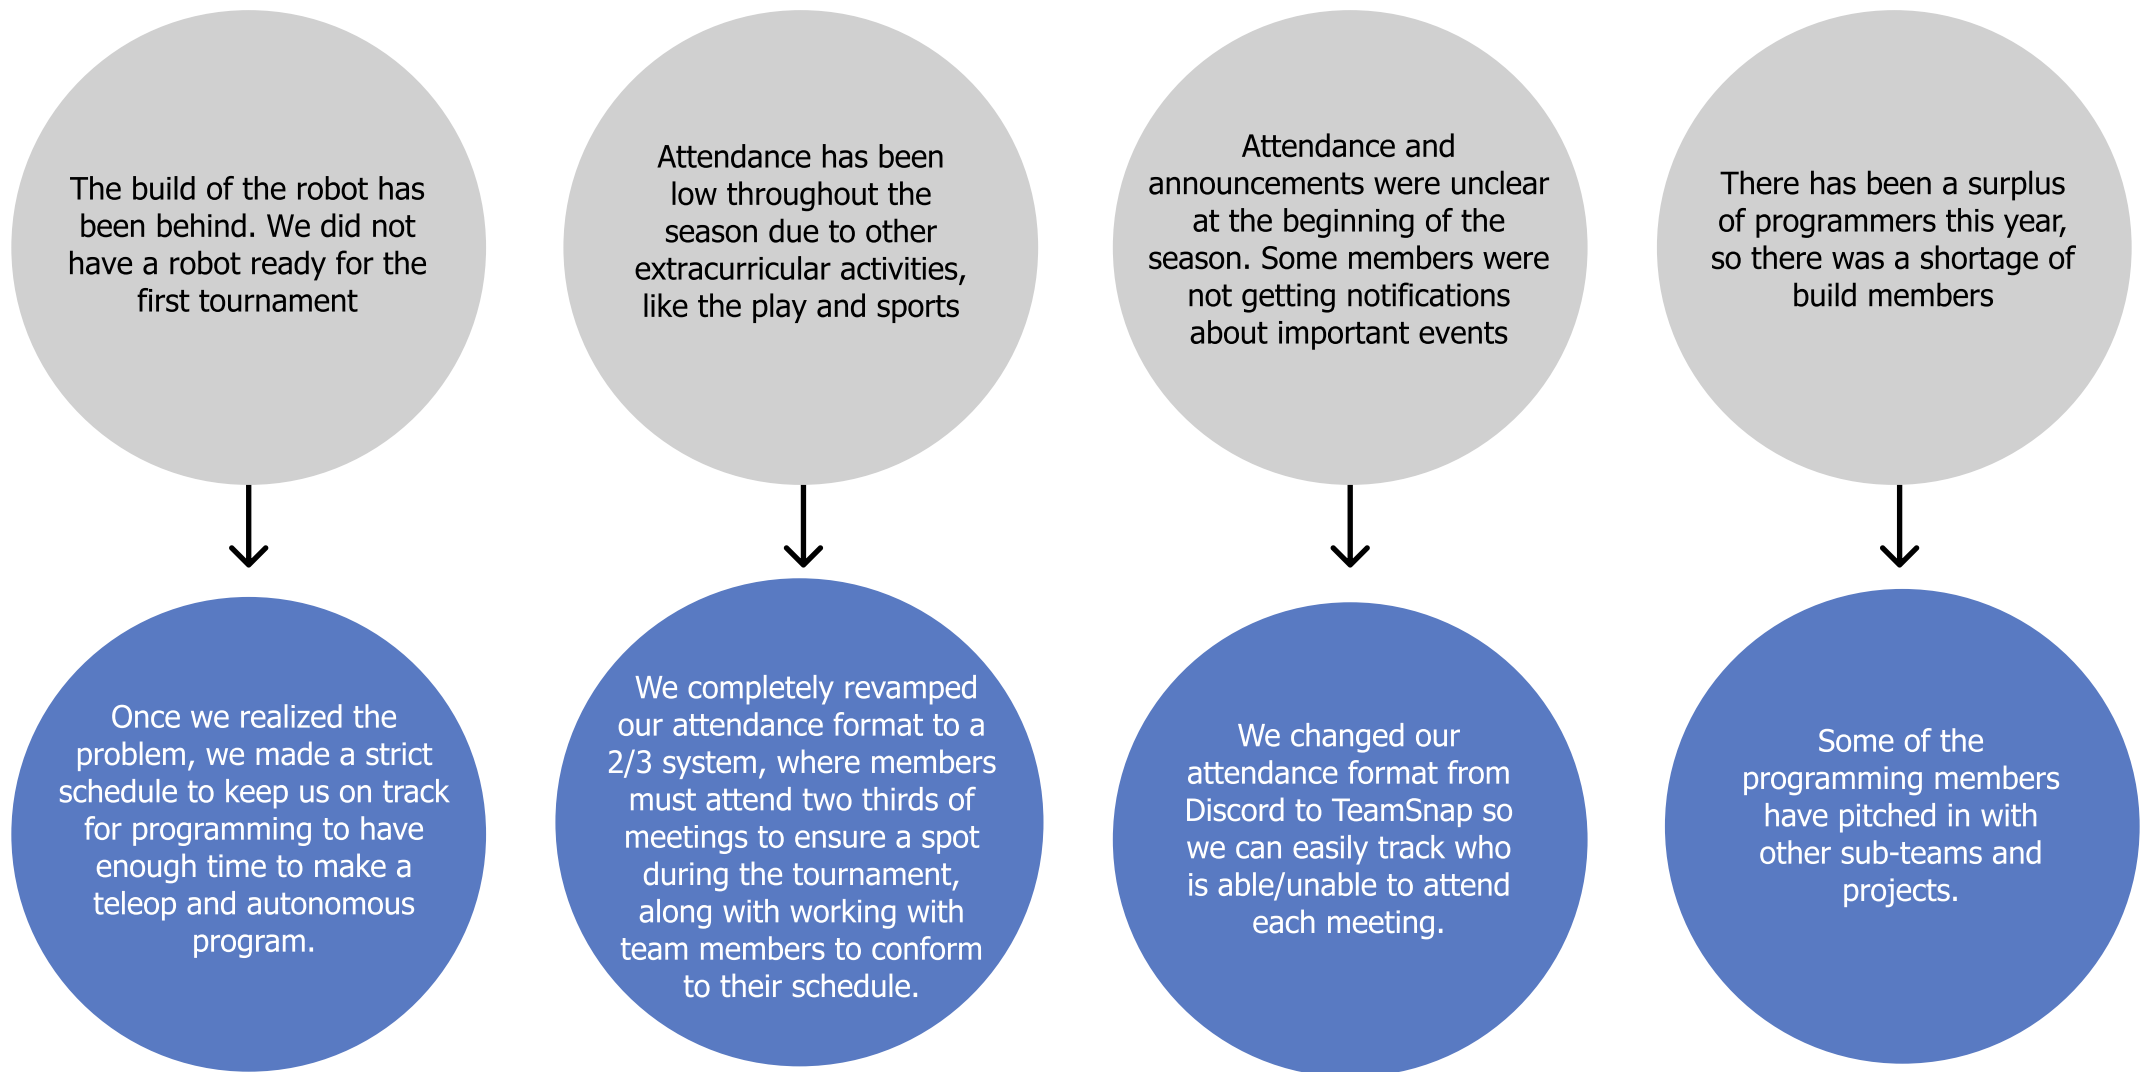 The build of the robot has
been behind. We did not
have a robot ready for the
first tournament
Attendance has been
low throughout the
season due to other
extracurricular activities,
like the play and sports
Attendance and
announcements were unclear
at the beginning of the
season. Some members were
not getting notifications
about important events
There has been a surplus
of programmers this year,
so there was a shortage of
build members
Once we realized the
problem, we made a strict
schedule to keep us on track
for programming to have
enough time to make a
teleop and autonomous
program.
We completely revamped
our attendance format to a
2/3 system, where members
must attend two thirds of
meetings to ensure a spot
during the tournament,
along with working with
team members to conform
to their schedule.
We changed our
attendance format from
Discord to TeamSnap so
we can easily track who
is able/unable to attend
each meeting.
Some of the
programming members
have pitched in with
other sub-teams and
projects.